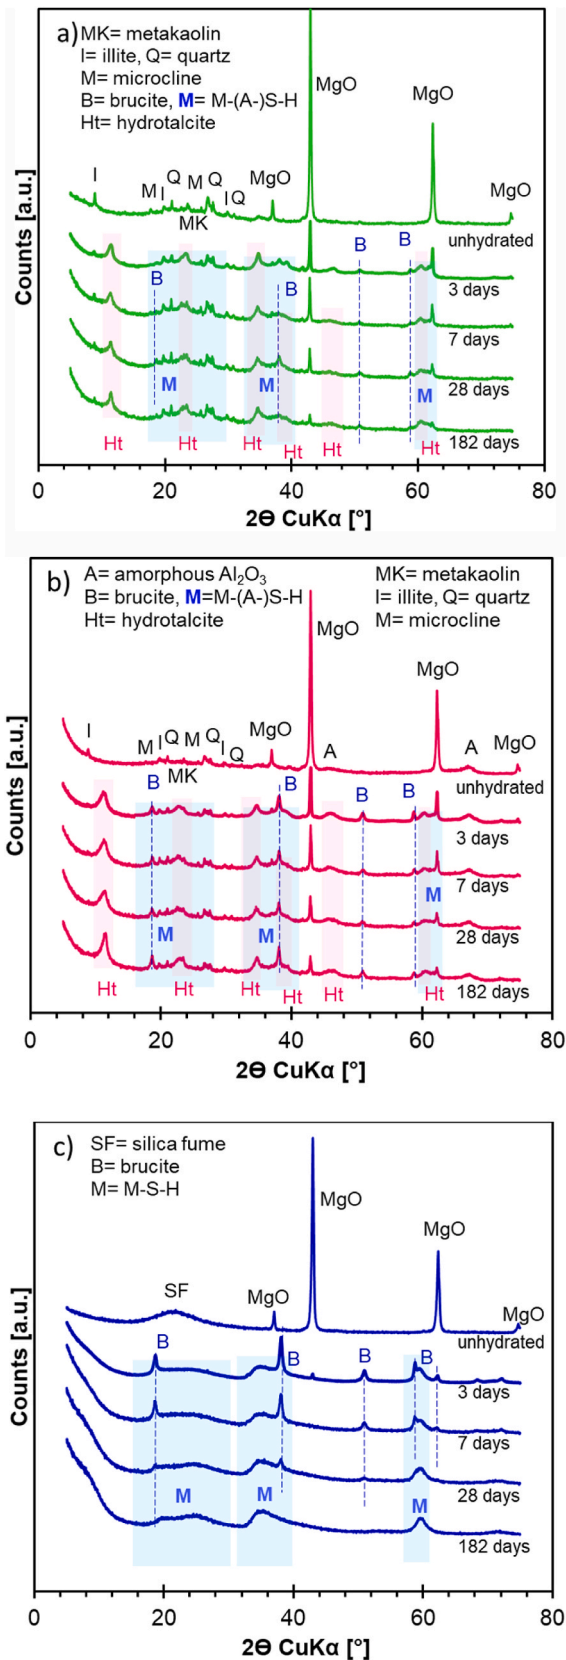 a) MK= metakaolin
I= illite, Q= quartz
M= microcline
B= brucite, M= M-(A-)S-H
Ht= hydrotalcite
MgO
MgO
I
M I Q M Q I Q MgO
MgO
MK
unhydrated
B
B
B
B
3 days
7 days
M
M
M
28 days
Ht
Ht
Ht
Ht
Ht
Ht
182 days
0
20
40
60
80
2ϴ CuKα [°]
Counts [a.u.]
b) A= amorphous Al₂O₃
B= brucite, M=M-(A-)S-H
Ht= hydrotalcite
MK= metakaolin
I= illite, Q= quartz
M= microcline
MgO
MgO
I
M I Q M Q I Q MgO
A
A
MgO
MK
unhydrated
B
B
B
B
3 days
7 days
M
M
M
28 days
Ht
Ht
Ht
Ht
Ht
Ht
182 days
0
20
40
60
80
2ϴ CuKα [°]
Counts [a.u.]
c) SF= silica fume
B= brucite
M= M-S-H
MgO
MgO
SF
MgO
MgO
unhydrated
B
B
B
B
3 days
7 days
M
M
M
28 days
182 days
0
20
40
60
80
2ϴ CuKα [°]
Counts [a.u.]